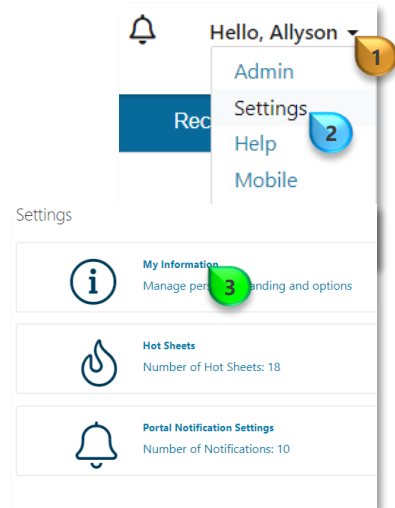 Hello, Allyson
1
Admin
Settings
2
Rec
Help
Mobile
Settings
My Information
Manage pers anding and options
3
Hot Sheets
Number of Hot Sheets: 18
Portal Notification Settings
Number of Notifications: 10